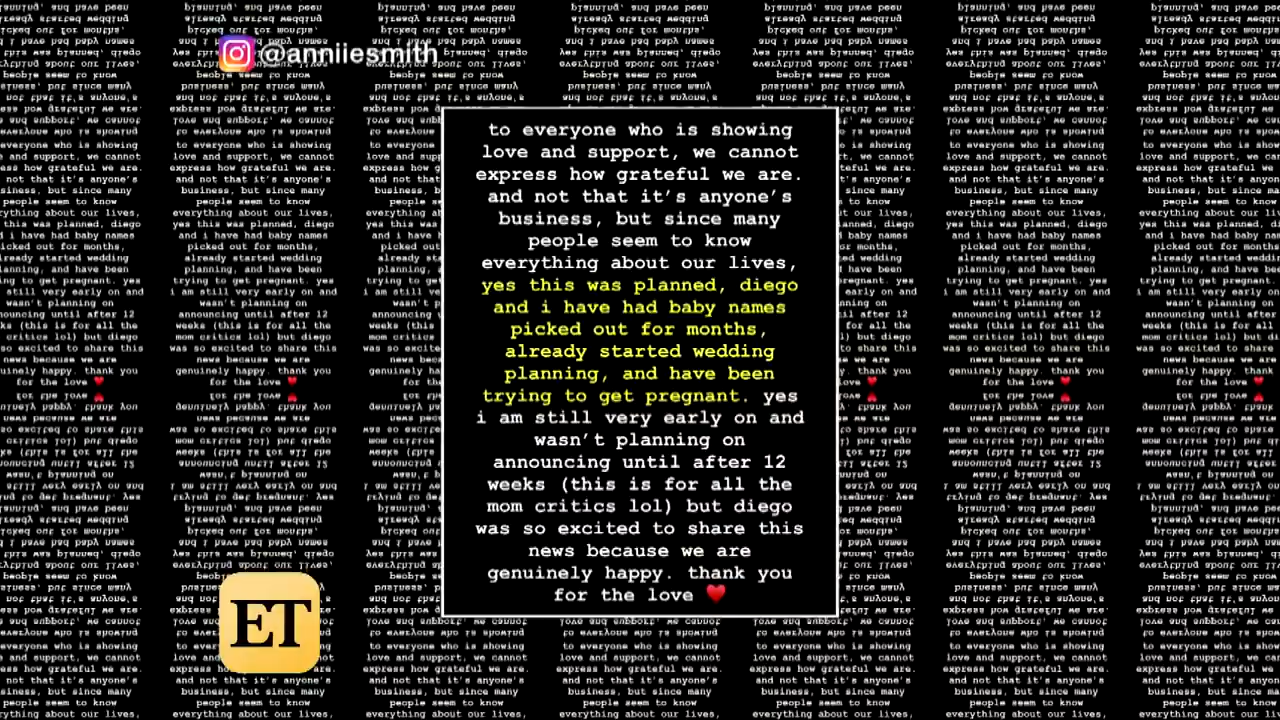 @anniiesmith
to everyone who is showing
love and support, we cannot
express how grateful we are.
and not that it's anyone's
business, but since many
people seem to know
everything about our lives,
yes this was planned, diego
and i have had baby names
picked out for months,
already started wedding
planning, and have been
trying to get pregnant. yes
i am still very early on and
wasn't planning on
announcing until after 12
weeks (this is for all the
mom critics lol) but diego
was so excited to share this
news because we are
genuinely happy. thank you
for the love ❤️
ET